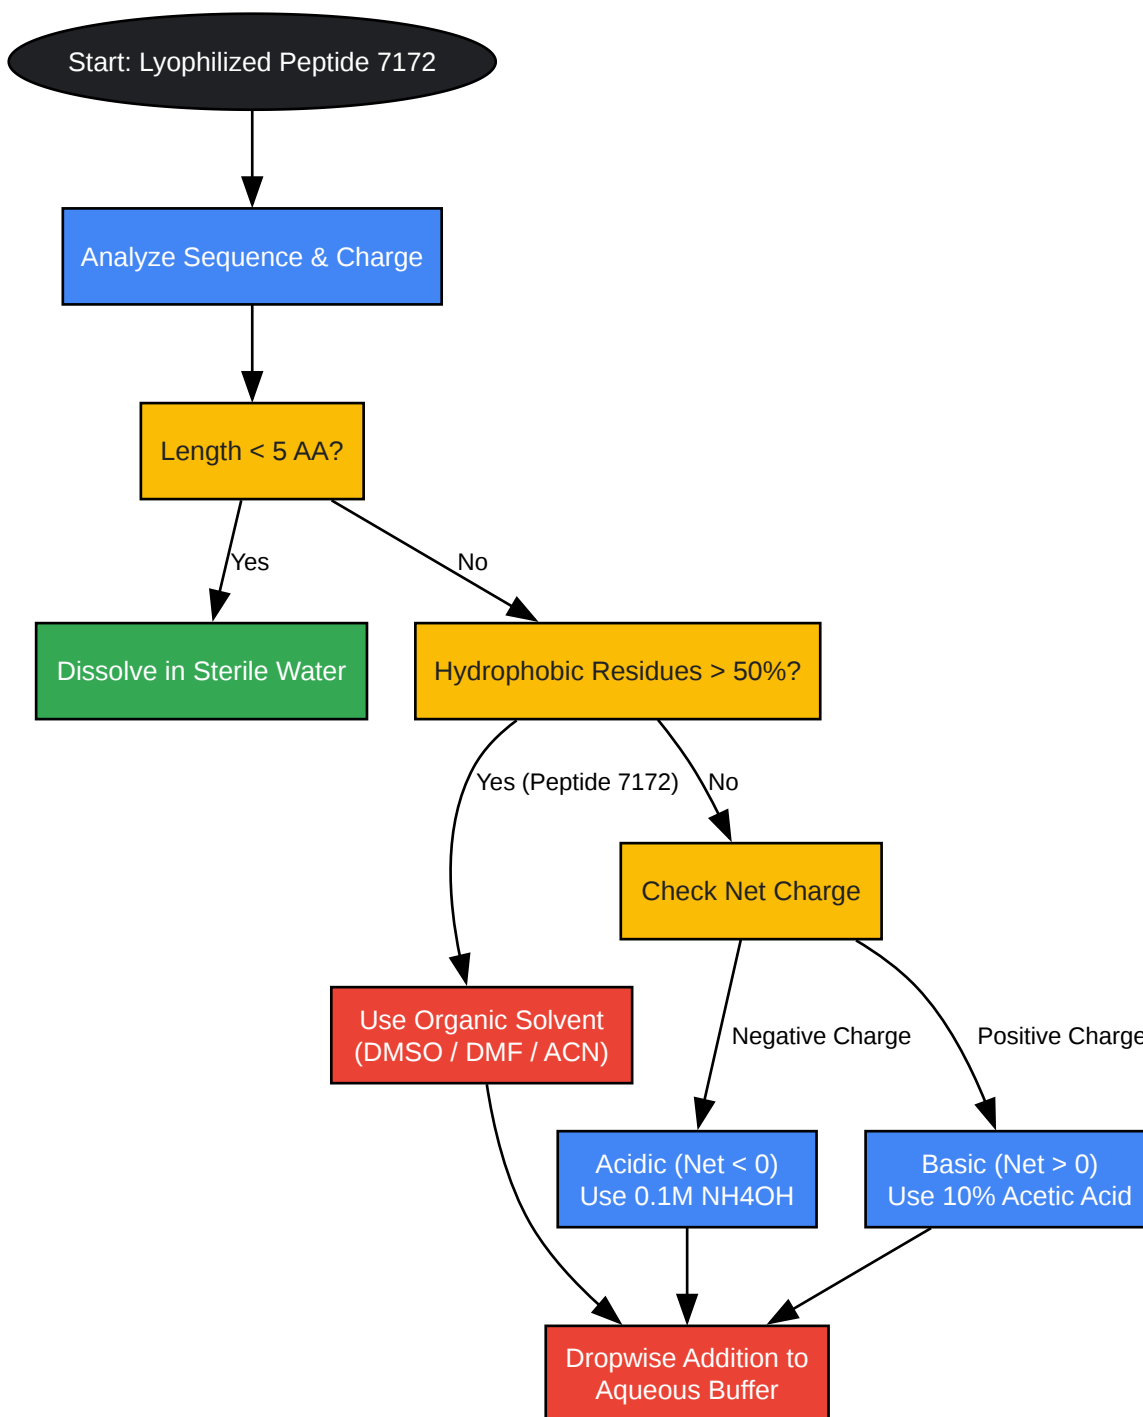 Start: Lyophilized Peptide 7172
Analyze Sequence & Charge
Length < 5 AA?
Yes
No
Dissolve in Sterile Water
Hydrophobic Residues > 50%?
Yes (Peptide 7172)
No
Check Net Charge
Use Organic Solvent
(DMSO / DMF / ACN)
Negative Charge
Positive Charge
Acidic (Net < 0)
Use 0.1M NH4OH
Basic (Net > 0)
Use 10% Acetic Acid
Dropwise Addition to
Aqueous Buffer